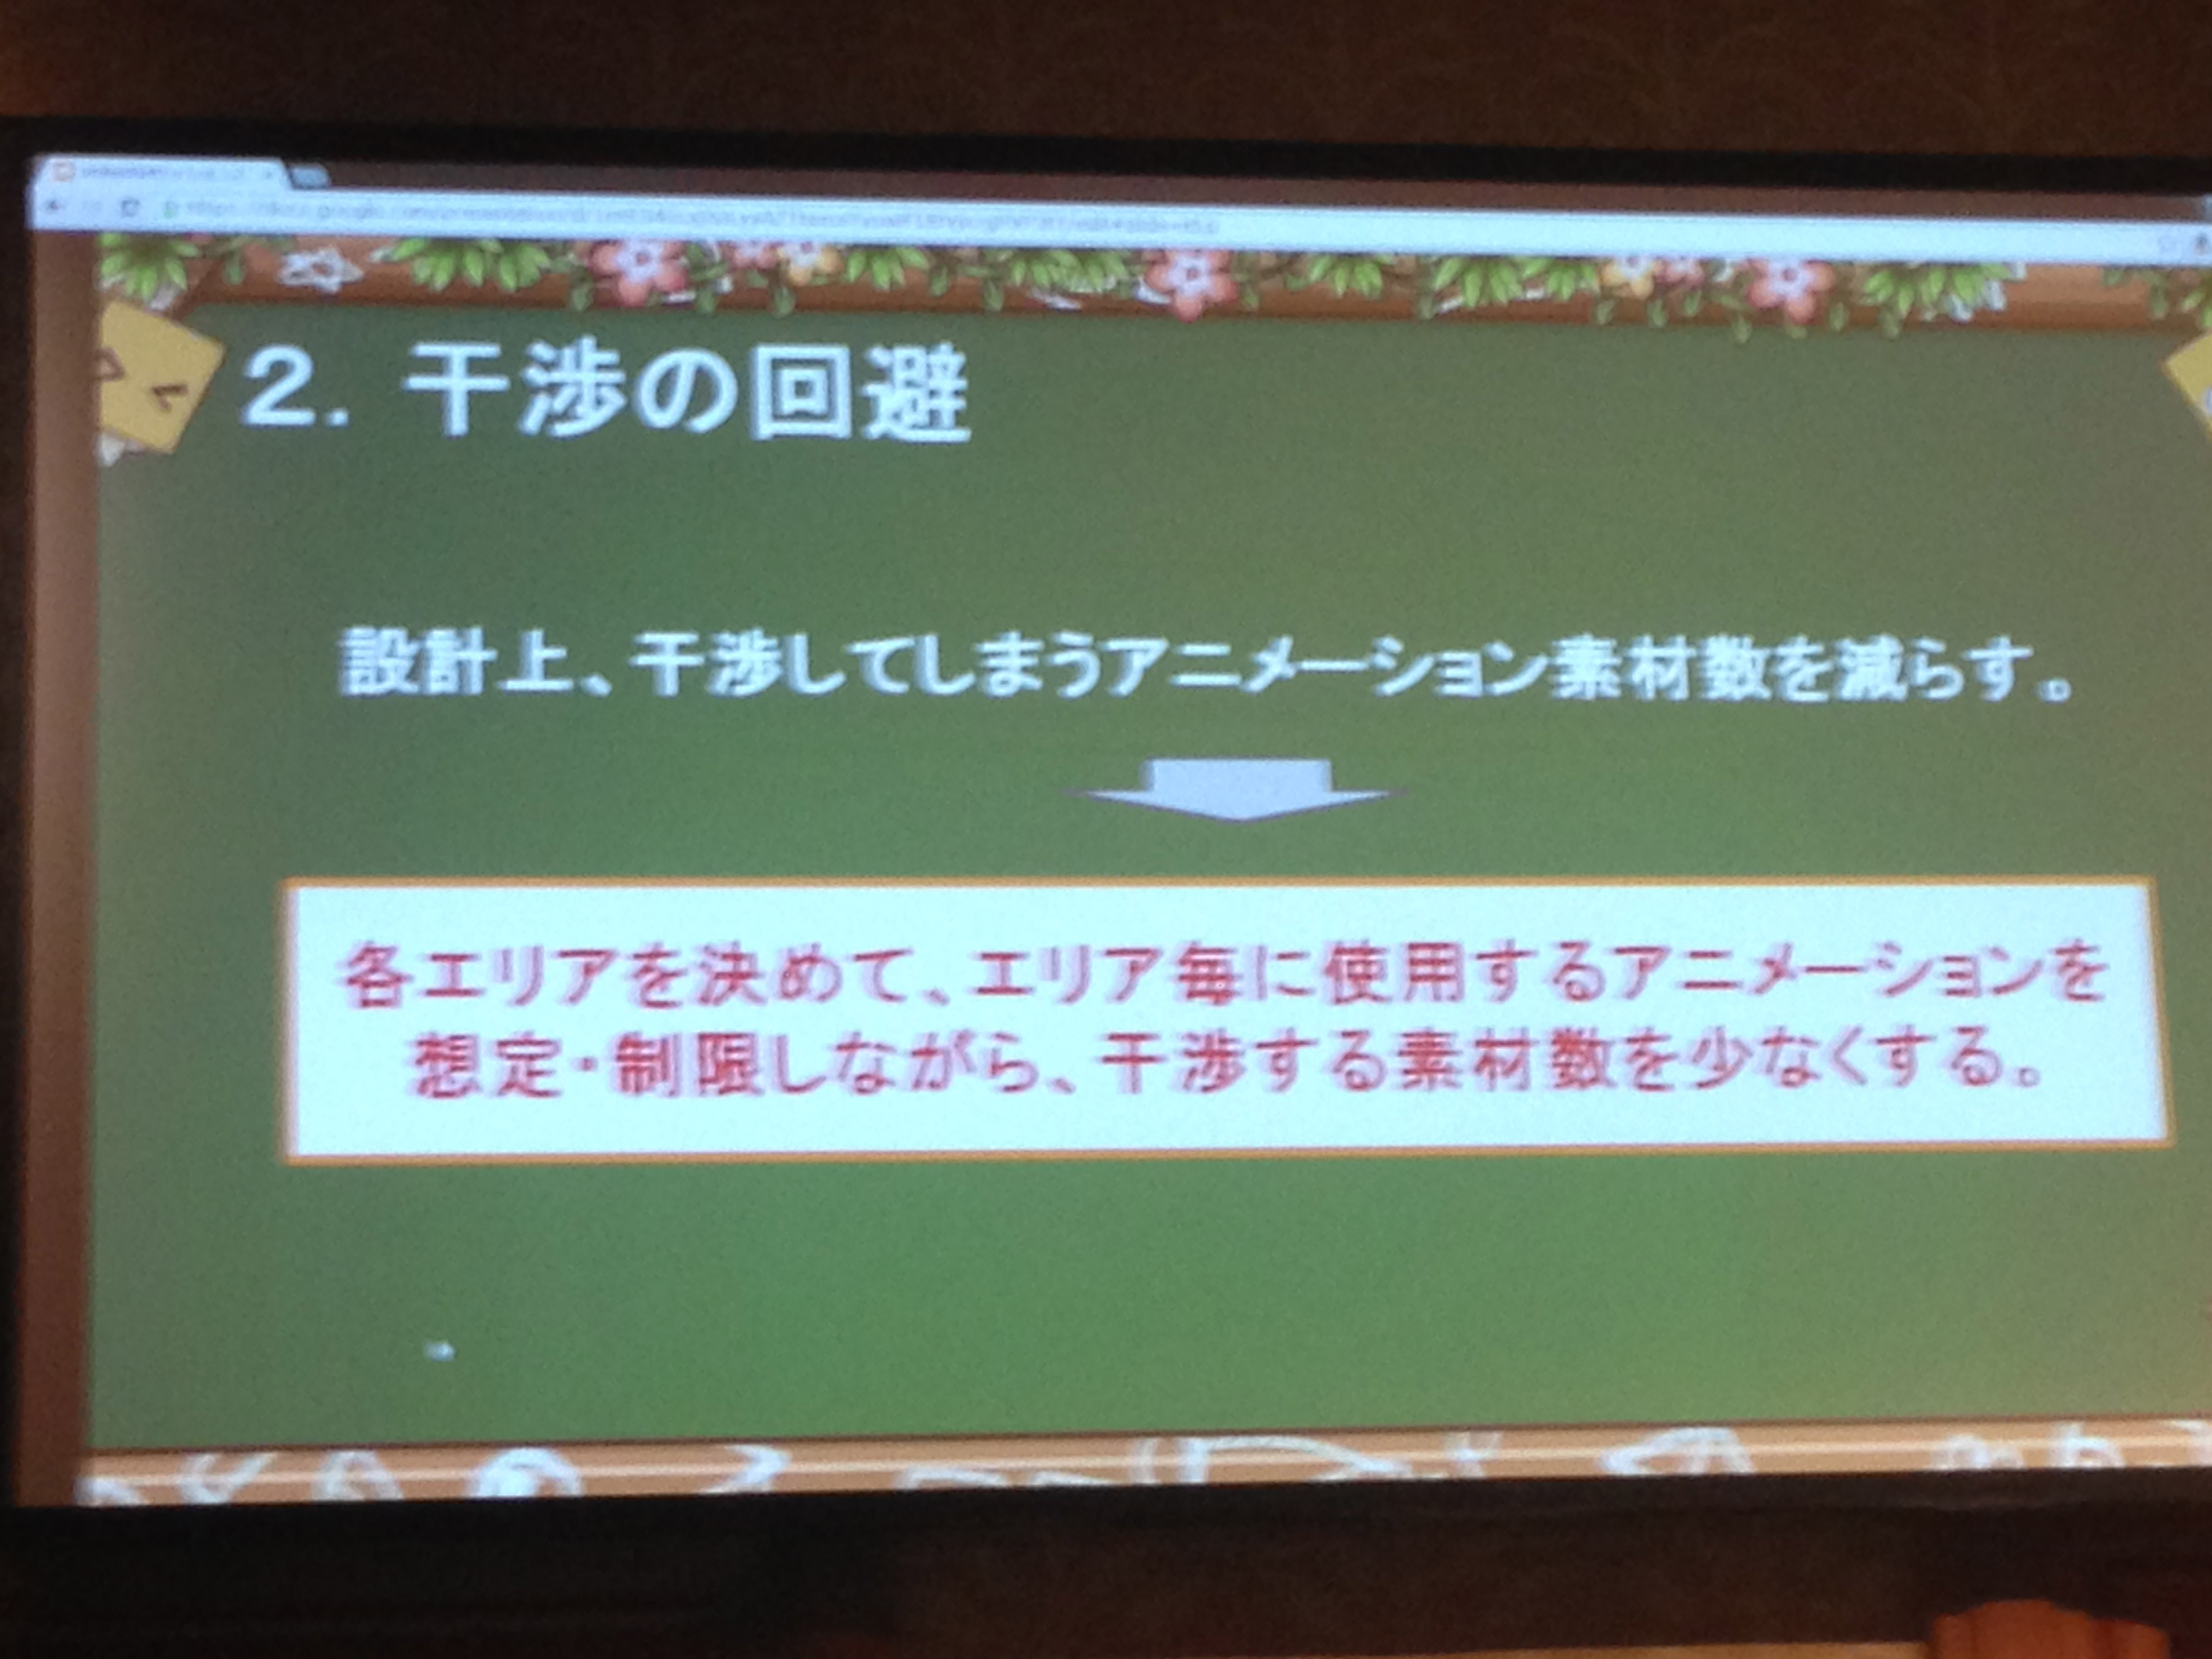 2. 干渉の回避
設計上、干渉してしまうアニメーション素材数を減らす。
各エリアを決めて、エリア毎に使用するアニメーションを
想定・制限しながら、干渉する素材数を少なくする。